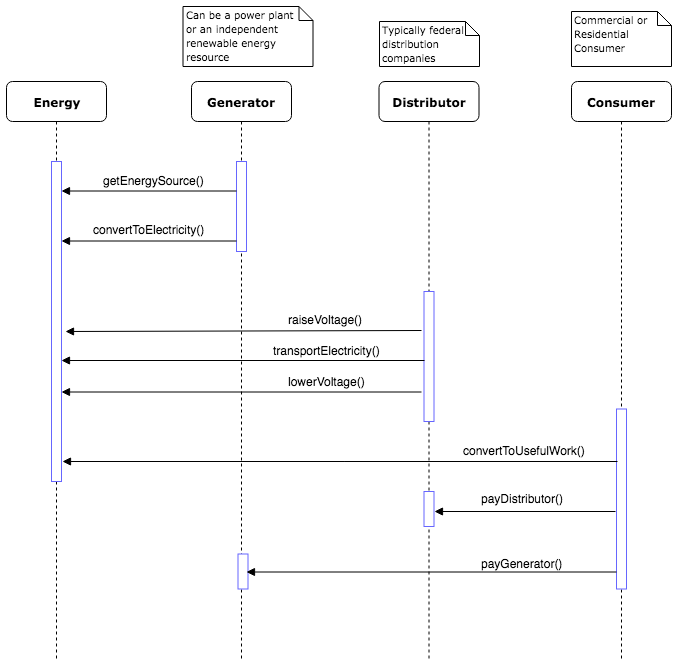 Can be a power plant
or an independent
renewable energy
resource
Typically federal
distribution
companies
Commercial or
Residential
Consumer
Energy
Generator
Distributor
Consumer
getEnergySource()
convertToElectricity()
raiseVoltage()
transportElectricity()
lowerVoltage()
convertToUsefulWork()
payDistributor()
payGenerator()